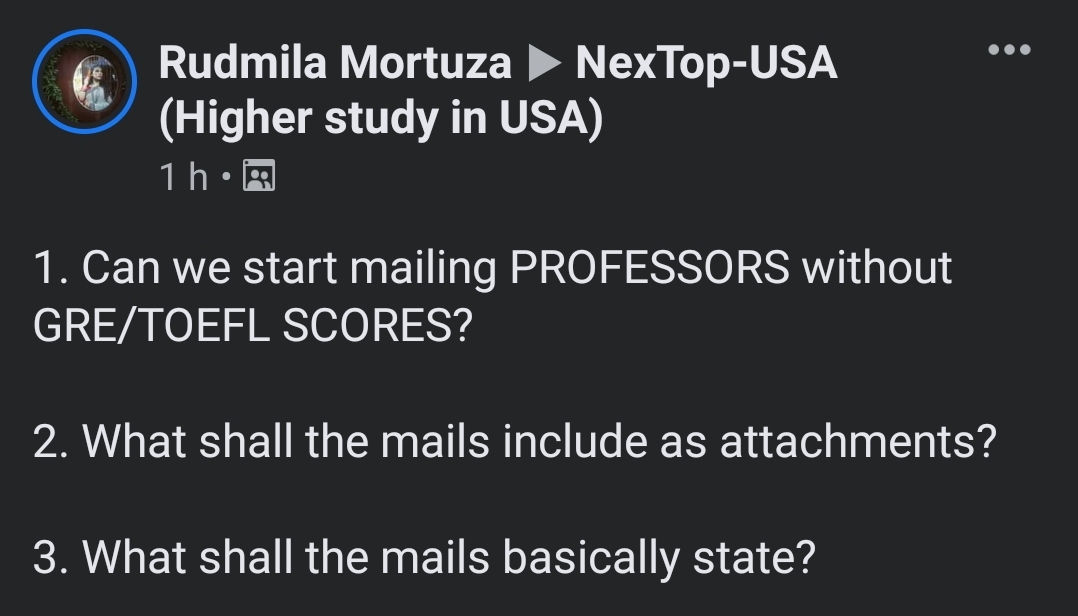 Rudmila Mortuza ▶ NexTop-USA
(Higher study in USA)
1 h •
1. Can we start mailing PROFESSORS without
GRE/TOEFL SCORES?
2. What shall the mails include as attachments?
3. What shall the mails basically state?